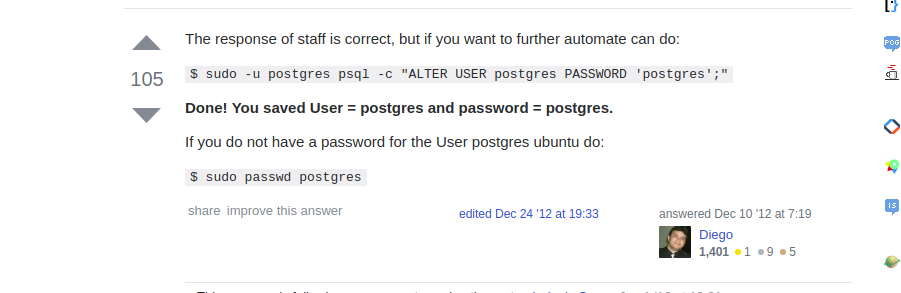 The response of staff is correct, but if you want to further automate can do:
105
$ sudo -u postgres psql -c "ALTER USER postgres PASSWORD 'postgres';"
Done! You saved User = postgres and password = postgres.
If you do not have a password for the User postgres ubuntu do:
$ sudo passwd postgres
share improve this answer
edited Dec 24 '12 at 19:33
answered Dec 10 '12 at 7:19
Diego
1,401 1 9 5
PCG